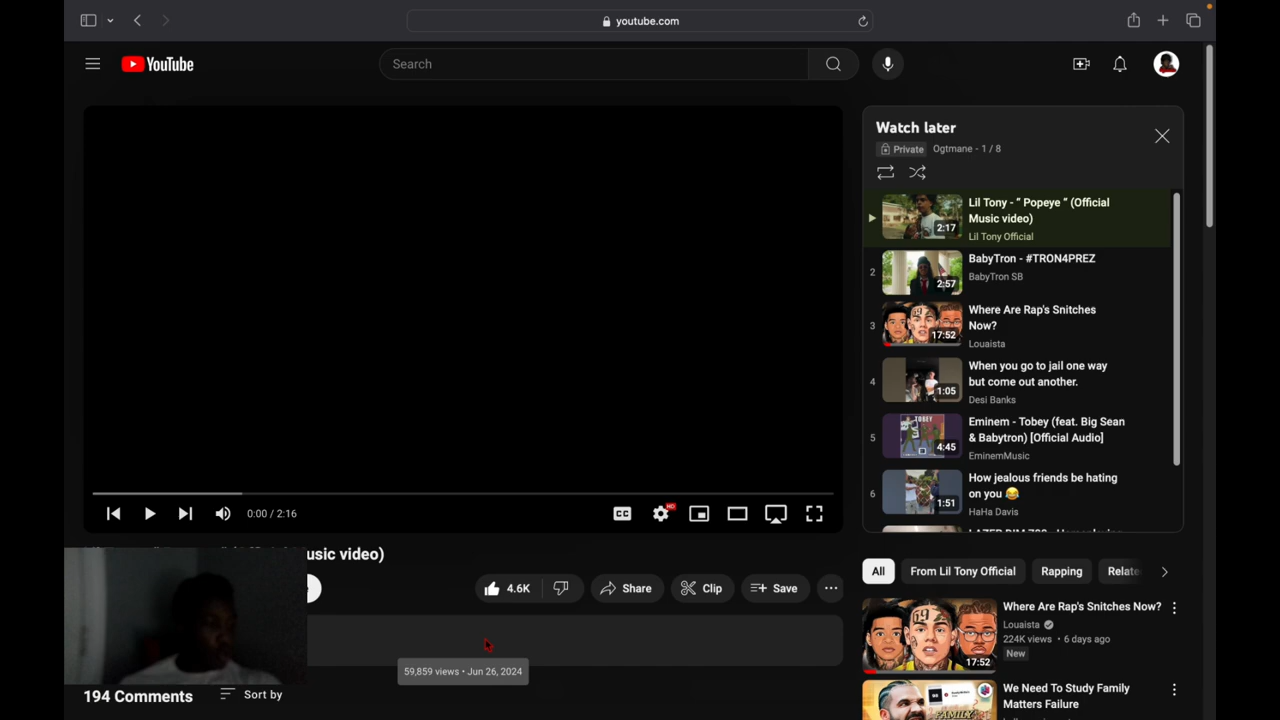 youtube.com
YouTube
Search
Watch later
Private
Ogtmane - 1 / 8
Lil Tony - “ Popeye “ (Official
Music video)
Lil Tony Official
2:17
2
BabyTron - #TRON4PREZ
BabyTron SB
2:57
3
Where Are Rap's Snitches
Now?
Louaista
17:52
4
When you go to jail one way
but come out another.
Desi Banks
1:05
5
Eminem - Tobey (feat. Big Sean
& Babytron) [Official Audio]
EminemMusic
4:45
TOBEY
6
How jealous friends be hating
on you 😂
HaHa Davis
1:51
0:00 / 2:16
CC
HD
usic video)
4.6K
Share
Clip
Save
59,859 views • Jun 26, 2024
194 Comments
Sort by
All
From Lil Tony Official
Rapping
Relate
Where Are Rap's Snitches Now?
Louaista
224K views • 6 days ago
New
17:52
69
We Need To Study Family
Matters Failure
FAMILY